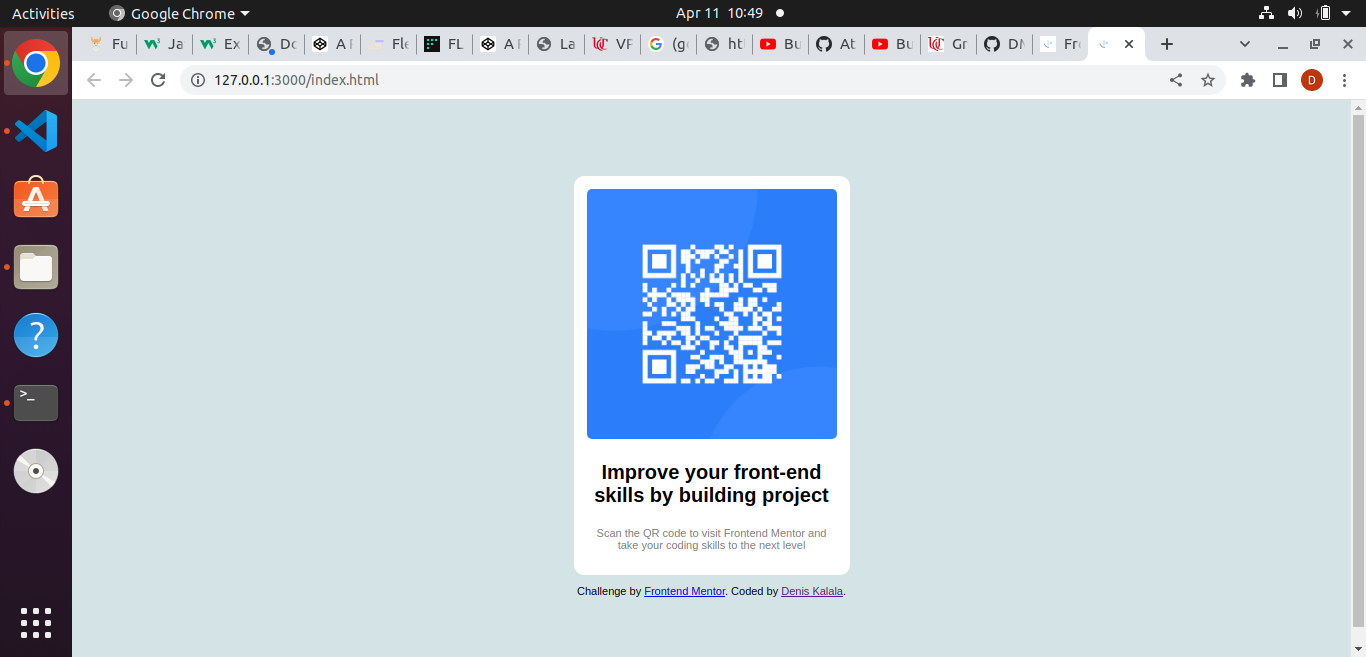 Activities Google Chrome Apr 11 10:49
Fu Ja Ex Do A F Fle FL A F La VF G (g ht Bu At Bu Gr DN Fr
127.0.0.1:3000/index.html D
>_
?
Improve your front-end
skills by building project
Scan the QR code to visit Frontend Mentor and
take your coding skills to the next level
Challenge by Frontend Mentor. Coded by Denis Kalala.